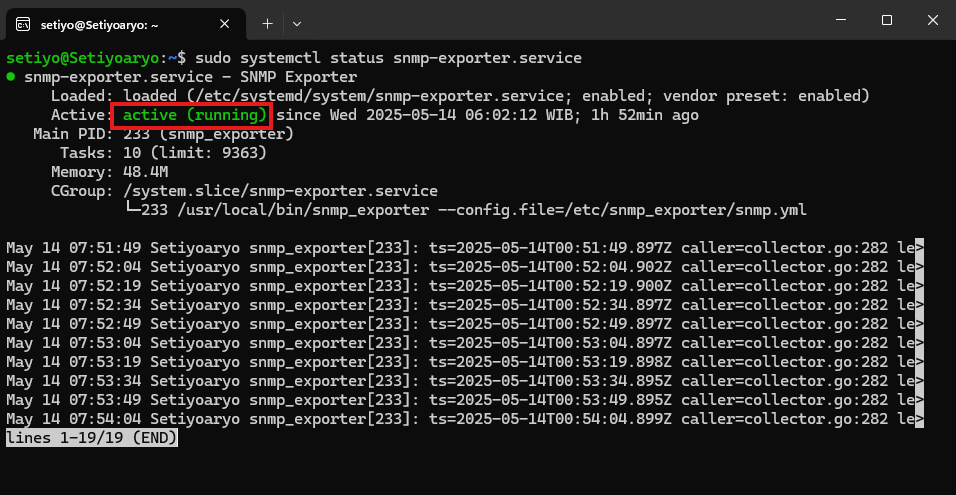 setiyo@Setiyoaryo: ~
setiyo@Setiyoaryo:~$ sudo systemctl status snmp-exporter.service
● snmp-exporter.service - SNMP Exporter
Loaded: loaded (/etc/systemd/system/snmp-exporter.service; enabled; vendor preset: enabled)
Active: active (running) since Wed 2025-05-14 06:02:12 WIB; 1h 52min ago
Main PID: 233 (snmp_exporter)
Tasks: 10 (limit: 9363)
Memory: 48.4M
CGroup: /system.slice/snmp-exporter.service
└─233 /usr/local/bin/snmp_exporter --config.file=/etc/snmp_exporter/snmp.yml
May 14 07:51:49 Setiyoaryo snmp_exporter[233]: ts=2025-05-14T00:51:49.897Z caller=collector.go:282 le>
May 14 07:52:04 Setiyoaryo snmp_exporter[233]: ts=2025-05-14T00:52:04.902Z caller=collector.go:282 le>
May 14 07:52:19 Setiyoaryo snmp_exporter[233]: ts=2025-05-14T00:52:19.900Z caller=collector.go:282 le>
May 14 07:52:34 Setiyoaryo snmp_exporter[233]: ts=2025-05-14T00:52:34.897Z caller=collector.go:282 le>
May 14 07:52:49 Setiyoaryo snmp_exporter[233]: ts=2025-05-14T00:52:49.897Z caller=collector.go:282 le>
May 14 07:53:04 Setiyoaryo snmp_exporter[233]: ts=2025-05-14T00:53:04.897Z caller=collector.go:282 le>
May 14 07:53:19 Setiyoaryo snmp_exporter[233]: ts=2025-05-14T00:53:19.898Z caller=collector.go:282 le>
May 14 07:53:34 Setiyoaryo snmp_exporter[233]: ts=2025-05-14T00:53:34.895Z caller=collector.go:282 le>
May 14 07:53:49 Setiyoaryo snmp_exporter[233]: ts=2025-05-14T00:53:49.895Z caller=collector.go:282 le>
May 14 07:54:04 Setiyoaryo snmp_exporter[233]: ts=2025-05-14T00:54:04.899Z caller=collector.go:282 le>
lines 1-19/19 (END)